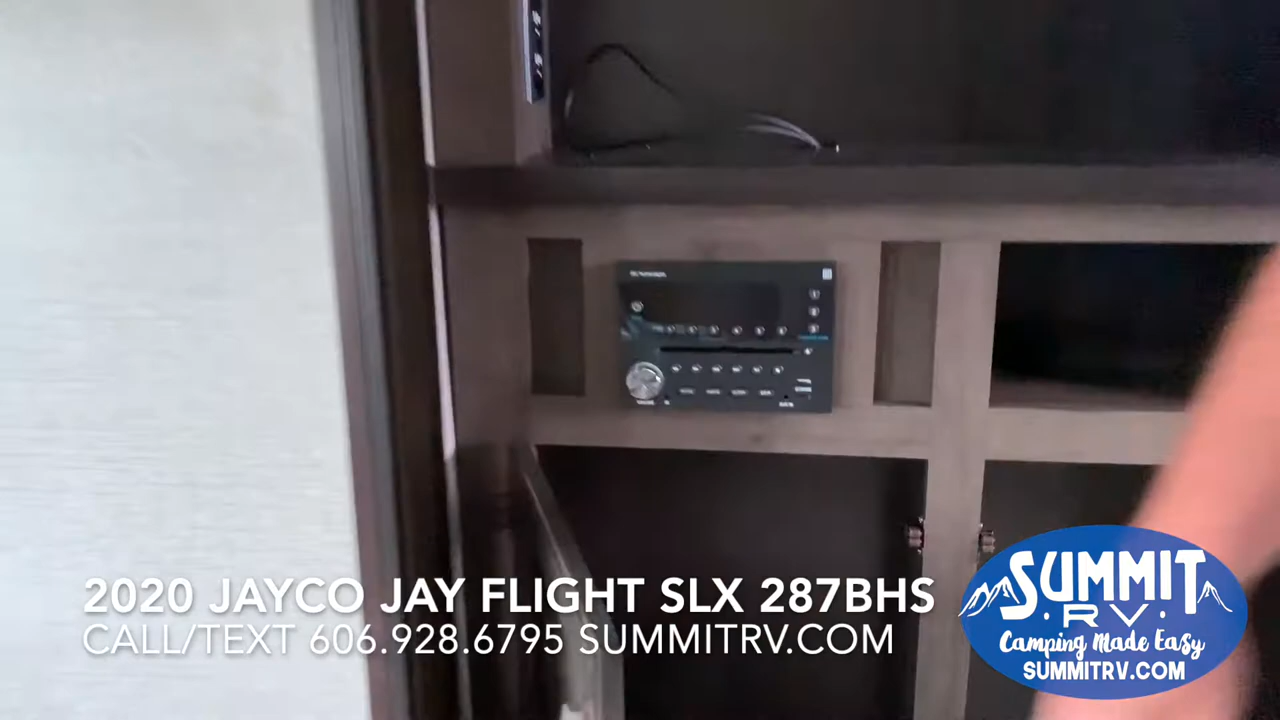 2020 JAYCO JAY FLIGHT SLX 287BHS
CALL/TEXT 606.928.6795 SUMMITRV.COM
SUMMIT
RV
Camping Made Easy
SUMMITRV.COM